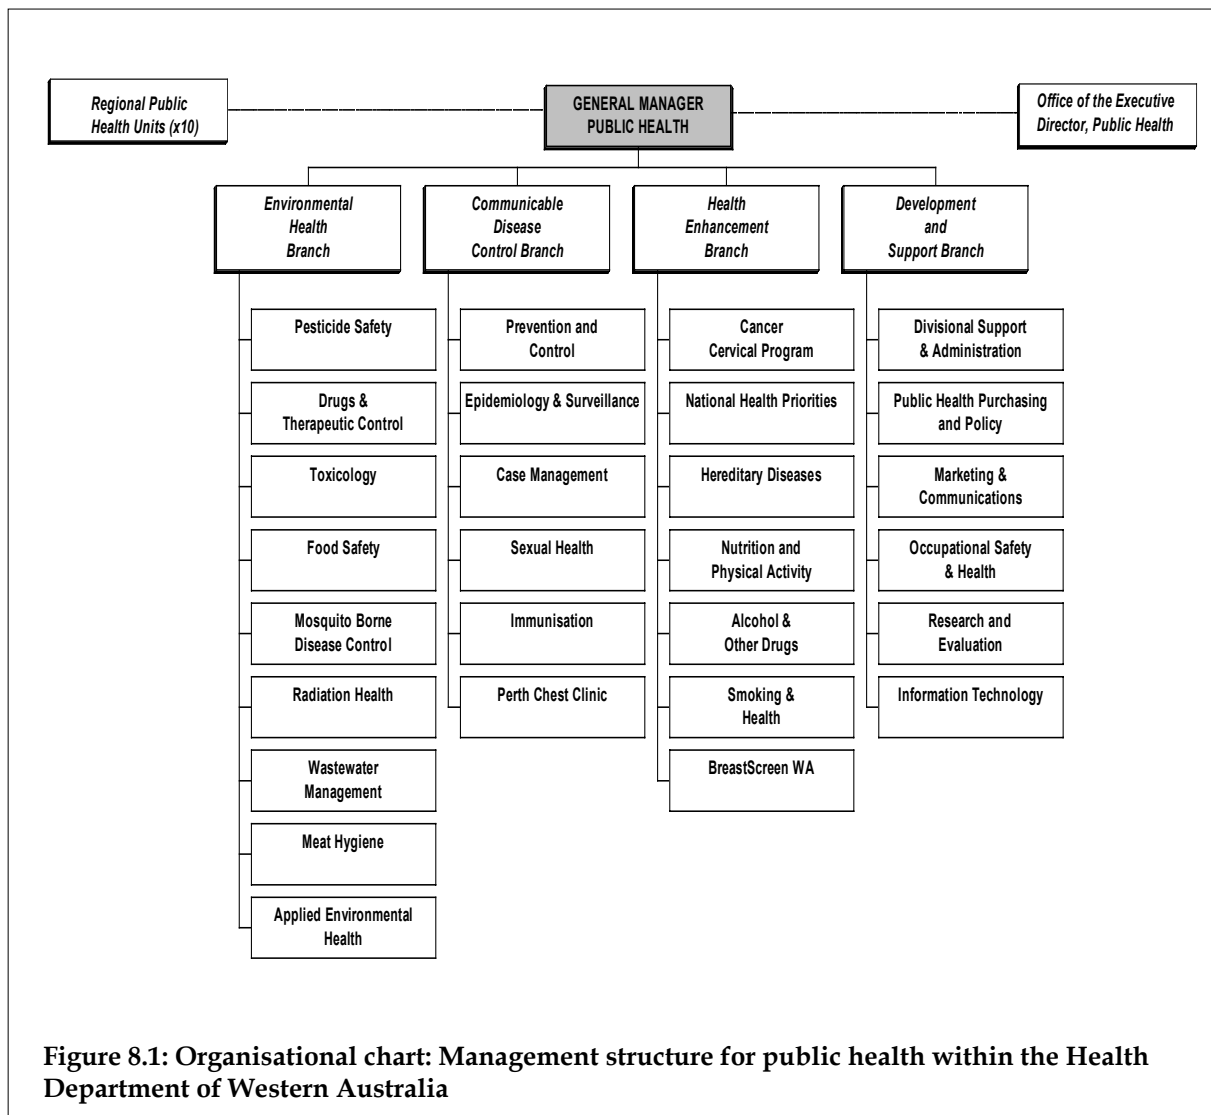 Regional Public
Health Units (x10)
GENERAL MANAGER
PUBLIC HEALTH
Office of the Executive
Director, Public Health
Environmental
Health
Branch
Communicable
Disease
Control Branch
Health
Enhancement
Branch
Development
and
Support Branch
Pesticide Safety
Drugs &
Therapeutic Control
Toxicology
Food Safety
Mosquito Borne
Disease Control
Radiation Health
Wastewater
Management
Meat Hygiene
Applied Environmental
Health
Prevention and
Control
Epidemiology & Surveillance
Case Management
Sexual Health
Immunisation
Perth Chest Clinic
Cancer
Cervical Program
National Health Priorities
Hereditary Diseases
Nutrition and
Physical Activity
Alcohol &
Other Drugs
Smoking &
Health
BreastScreen WA
Divisional Support
& Administration
Public Health Purchasing
and Policy
Marketing &
Communications
Occupational Safety
& Health
Research and
Evaluation
Information Technology
Figure 8.1: Organisational chart: Management structure for public health within the Health
Department of Western Australia